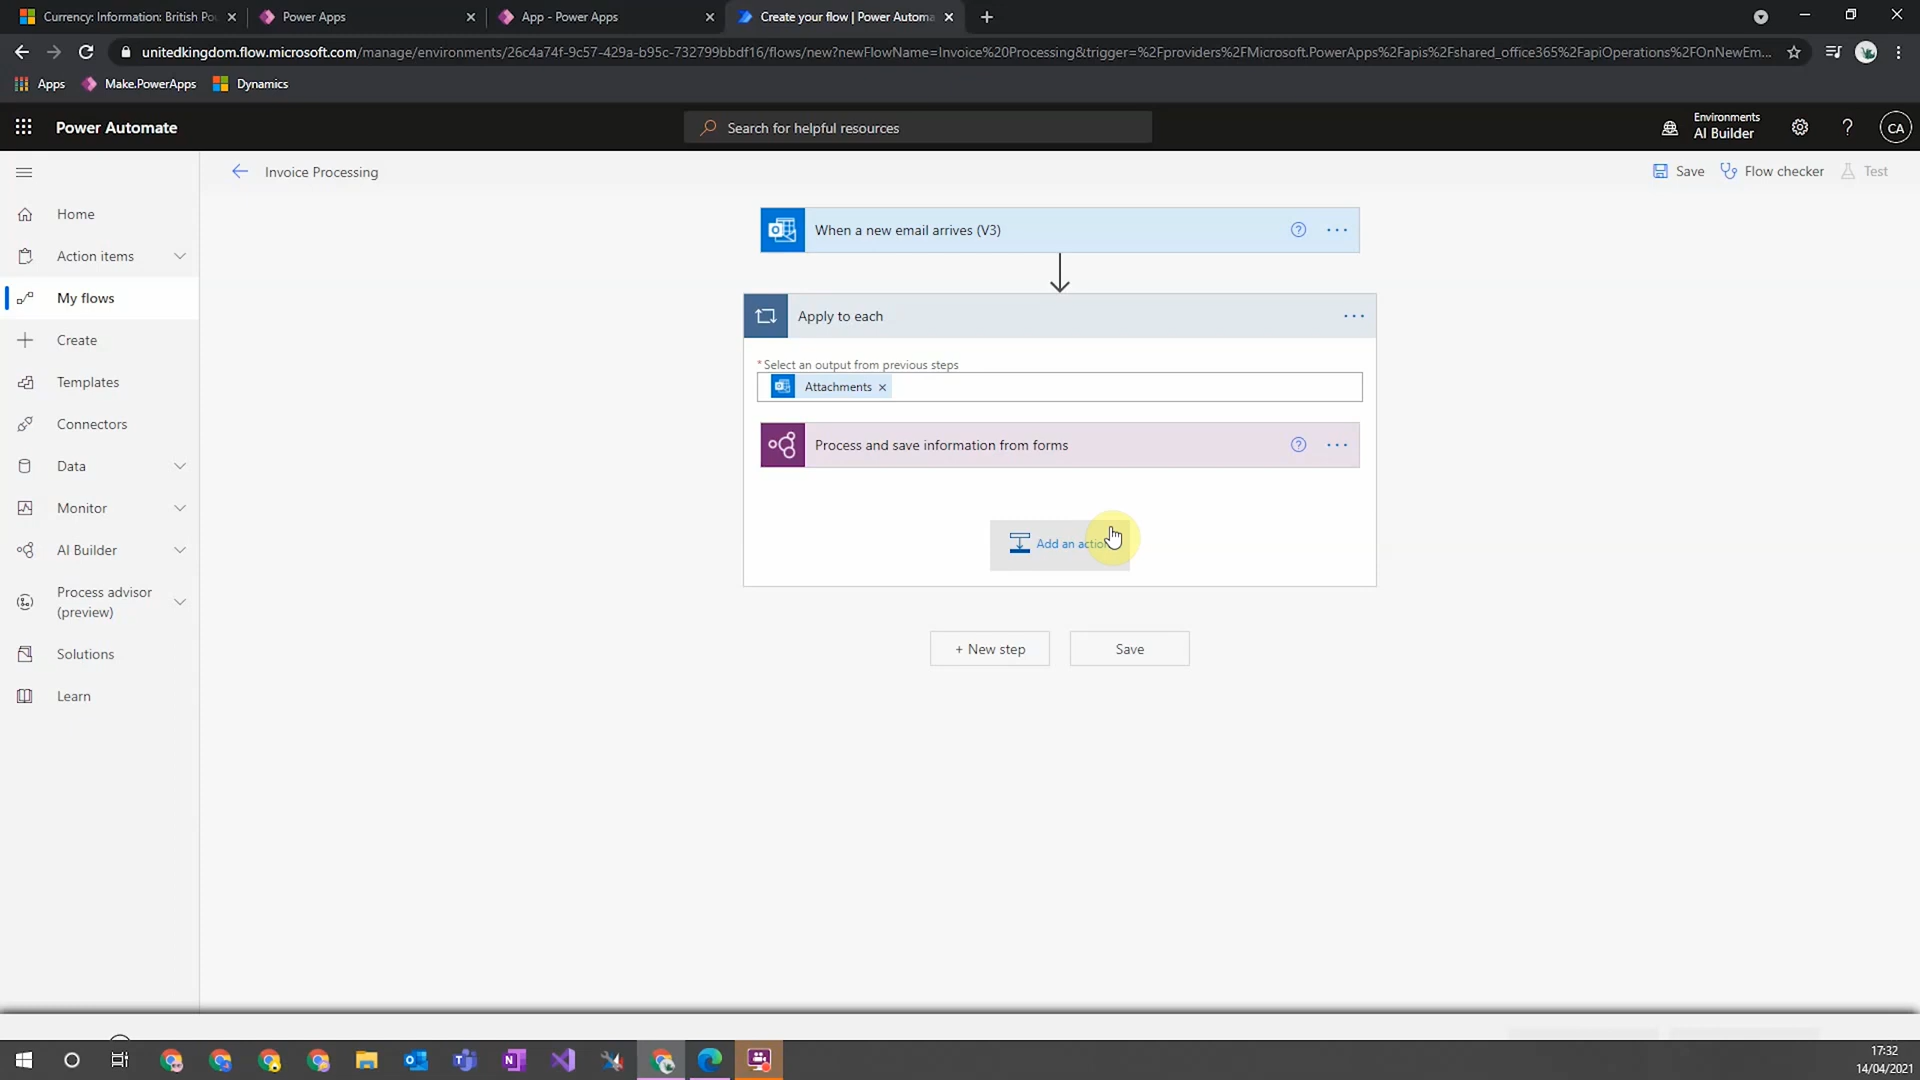 Currency: Information: British Po
Power Apps
App - Power Apps
Create your flow | Power Automa
unitedkingdom.flow.microsoft.com/manage/environments/26c4a74f-9c57-429a-b95c-732799bbdf16/flows/new?newFlowName=Invoice%20Processing&trigger=%2Fproviders%2FMicrosoft.PowerApps%2Fapis%2Fshared_office365%2FapiOperations%2FOnNewEm...
Apps
Make.PowerApps
Dynamics
Power Automate
Search for helpful resources
Environments
AI Builder
CA
Invoice Processing
Save
Flow checker
Test
Home
Action items
My flows
Create
Templates
Connectors
Data
Monitor
AI Builder
Process advisor
(preview)
Solutions
Learn
When a new email arrives (V3)
Apply to each
* Select an output from previous steps
Attachments
Process and save information from forms
Add an action
+ New step
Save
17:32
14/04/2021